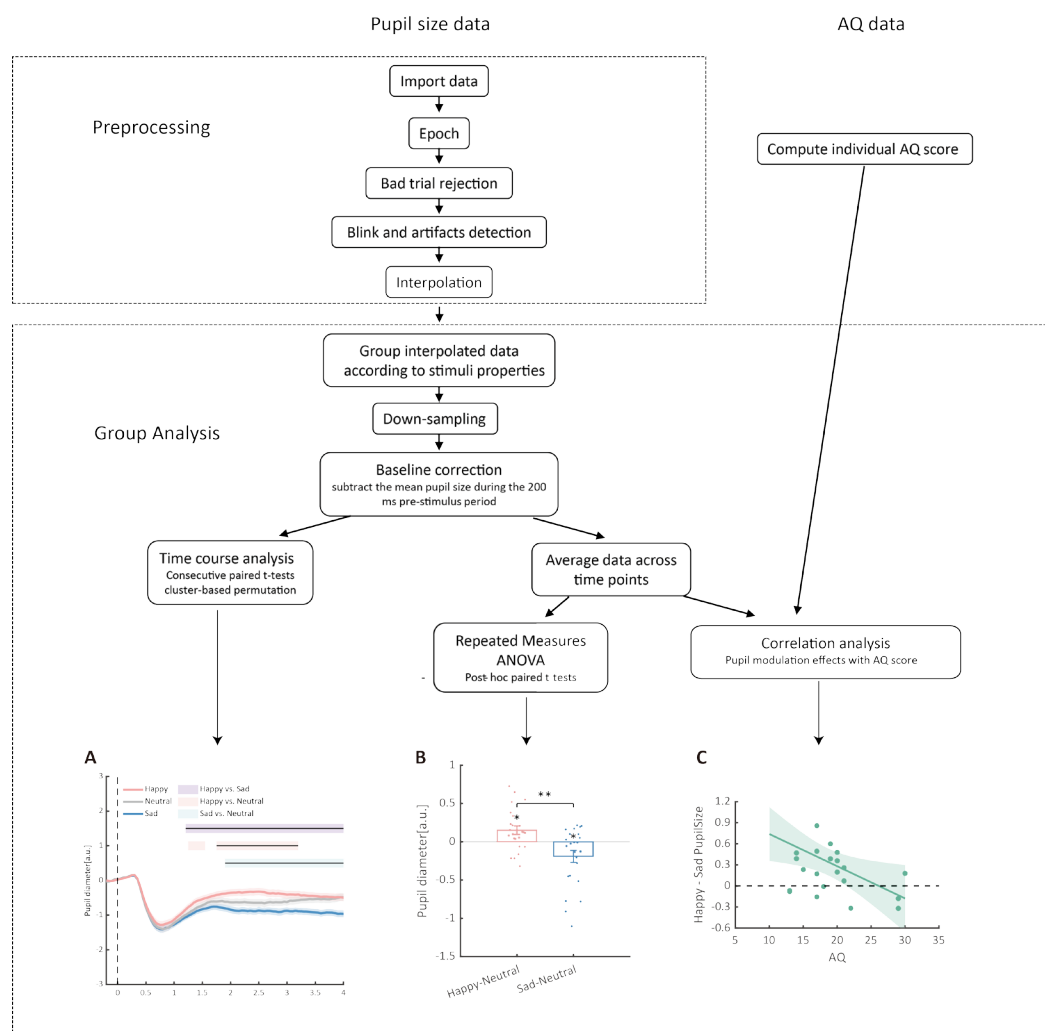 Pupil size data
AQ data
Preprocessing
Import data
Epoch
Bad trial rejection
Blink and artifacts detection
Interpolation
Compute individual AQ score
Group Analysis
Group interpolated data
according to stimuli properties
Down-sampling
Baseline correction
subtract the mean pupil size during the 200
ms pre-stimulus period
Time course analysis
Consecutive paired t-tests
cluster-based permutation
Average data across
time points
Repeated Measures
ANOVA
Post-hoc paired t tests
Correlation analysis
Pupil modulation effects with AQ score
A
Happy
Neutral
Sad
Happy vs. Sad
Happy vs. Neutral
Sad vs. Neutral
Pupil diameter[a.u.]
3
2
1
0
-1
-2
3
0
0.5
1
1.5
2
2.5
3
3.5
4
B
Pupil diameter[a.u.]
1
0.5
0
-0.5
-1
-1.5
**
*
*
Happy-Neutral
Sad-Neutral
C
Happy - Sad PupilSize
1.2
0.9
0.6
0.3
0
-0.3
-0.6
5
10
15
20
25
30
35
AQ